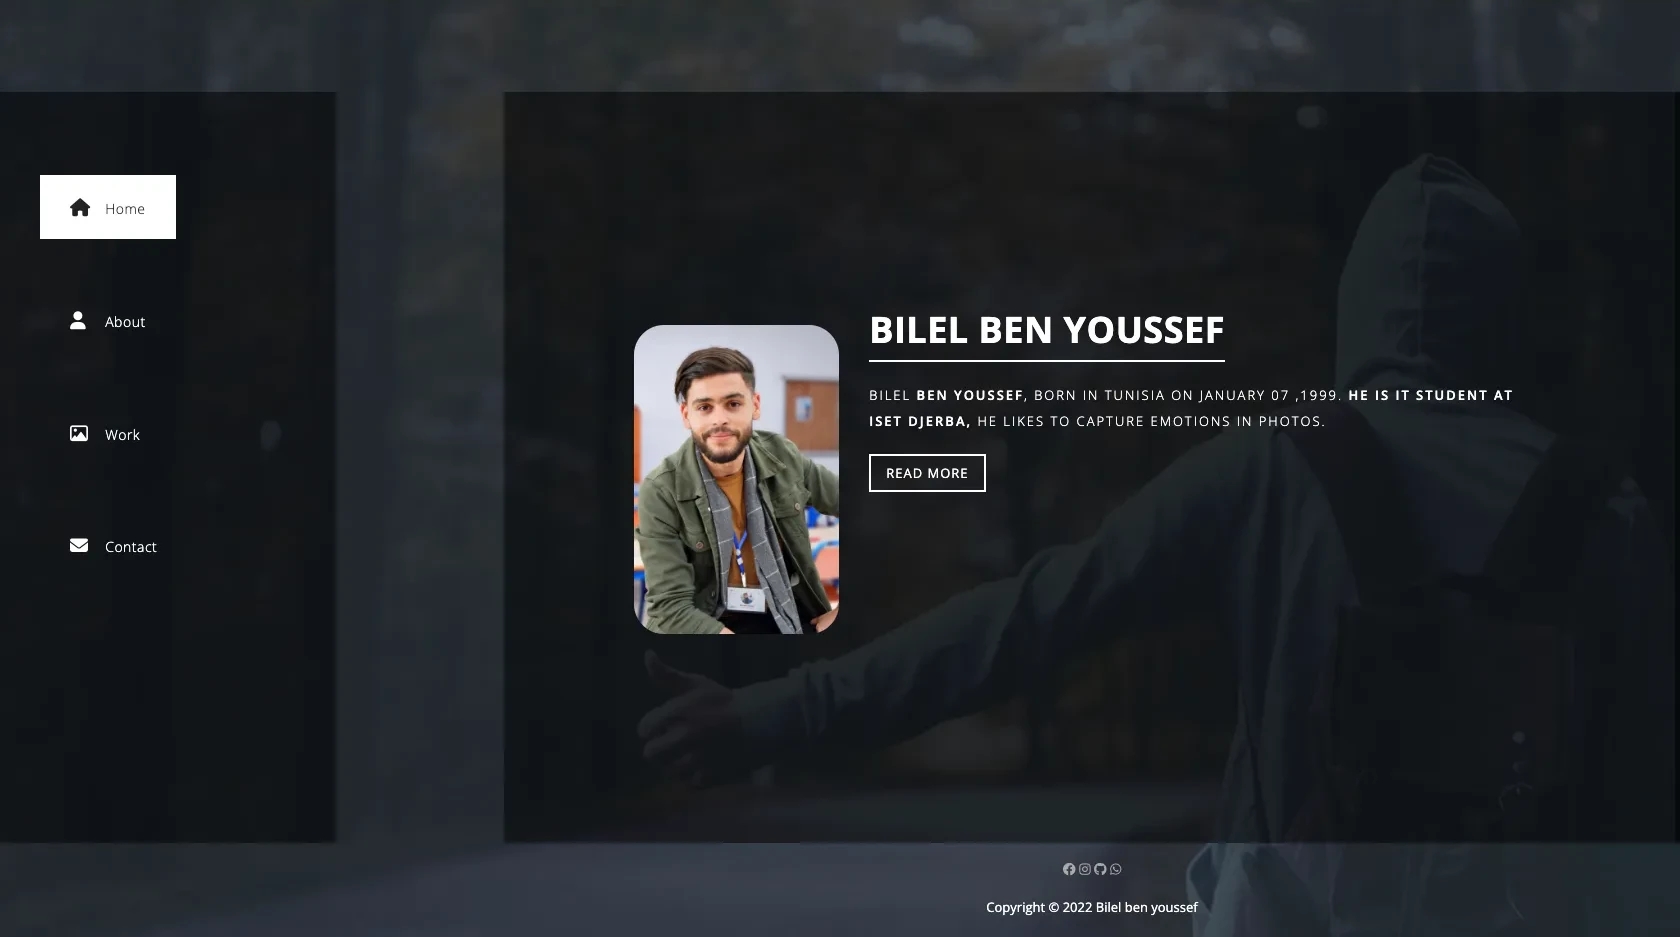 Home
About
Work
Contact
BILEL BEN YOUSSEF
BILEL BEN YOUSSEF, BORN IN TUNISIA ON JANUARY 07 ,1999. HE IS IT STUDENT AT
ISET DJERBA, HE LIKES TO CAPTURE EMOTIONS IN PHOTOS.
READ MORE
Copyright © 2022 Bilel ben youssef